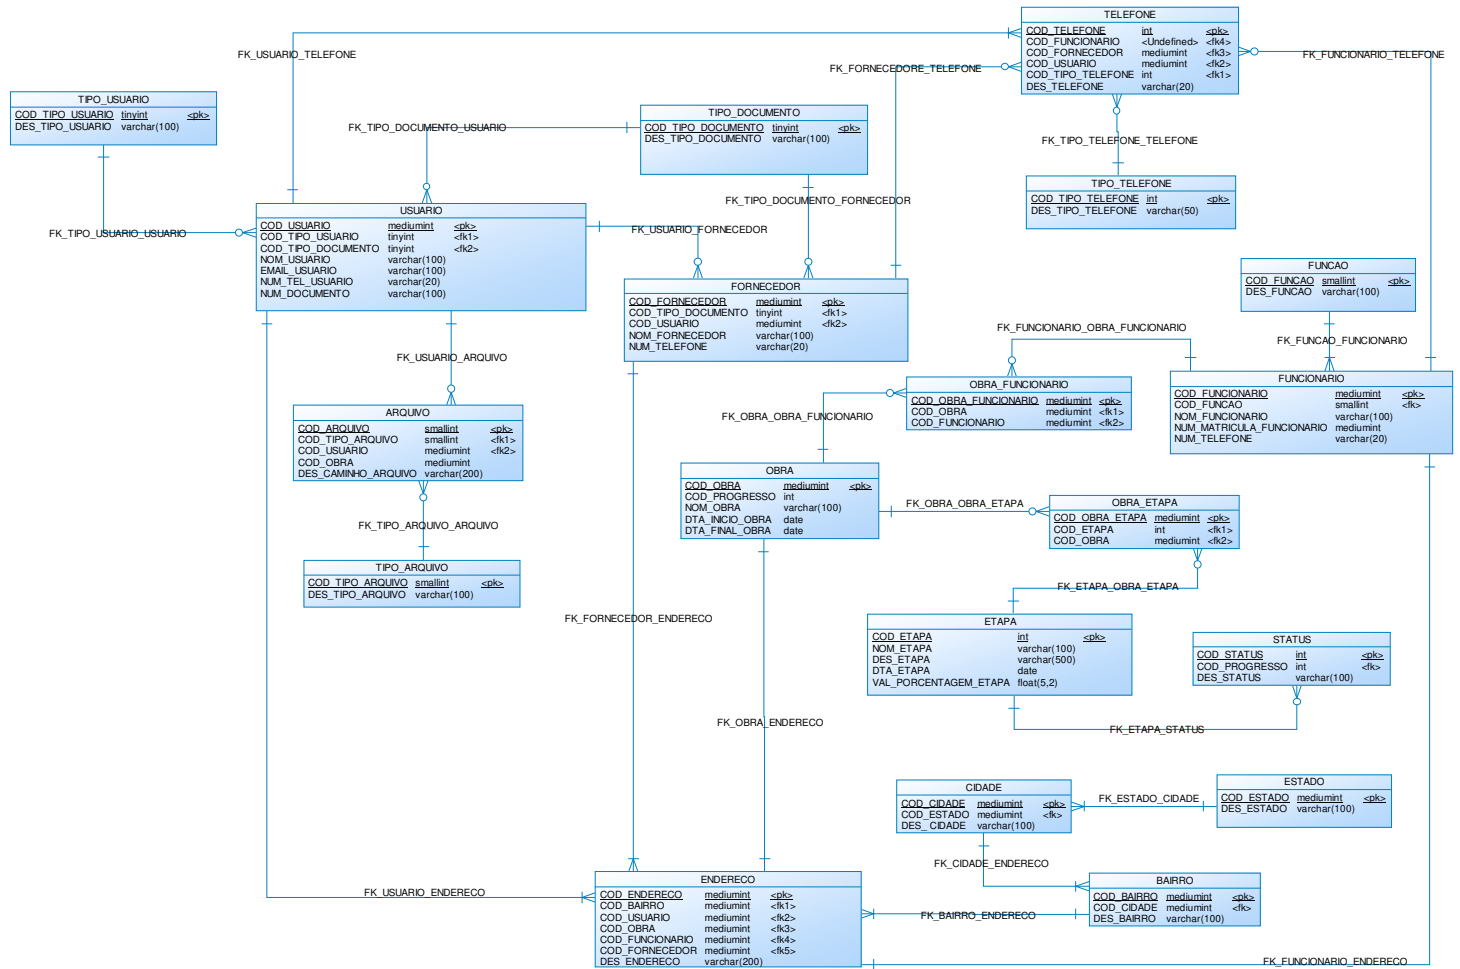 TELEFONE
COD_TELEFONE int <pk>
COD_FUNCIONARIO <Undefined> <fk4>
COD_FORNECEDOR mediumint <fk3>
COD_USUARIO mediumint <fk2>
COD_TIPO_TELEFONE int <fk1>
DES_TELEFONE varchar(20)
FK_USUARIO_TELEFONE
FK_FORNECEDORE_TELEFONE
FK_FUNCIONARIO_TELEFONE
TIPO_USUARIO
COD_TIPO_USUARIO tinyint <pk>
DES_TIPO_USUARIO varchar(100)
TIPO_DOCUMENTO
COD_TIPO_DOCUMENTO tinyint <pk>
DES_TIPO_DOCUMENTO varchar(100)
FK_TIPO_DOCUMENTO_USUARIO
FK_TIPO_TELEFONE_TELEFONE
TIPO_TELEFONE
COD_TIPO_TELEFONE int <pk>
DES_TIPO_TELEFONE varchar(50)
FK_TIPO_DOCUMENTO_FORNECEDOR
FK_TIPO_USUARIO_USUARIO
USUARIO
COD_USUARIO mediumint <pk>
COD_TIPO_USUARIO tinyint <fk1>
COD_TIPO_DOCUMENTO tinyint <fk2>
NOM_USUARIO varchar(100)
EMAIL_USUARIO varchar(100)
NUM_TEL_USUARIO varchar(20)
NUM_DOCUMENTO varchar(100)
FK_USUARIO_FORNECEDOR
FORNECEDOR
COD_FORNECEDOR mediumint <pk>
COD_TIPO_DOCUMENTO tinyint <fk1>
COD_USUARIO mediumint <fk2>
NOM_FORNECEDOR varchar(100)
NUM_TELEFONE varchar(20)
FUNCAO
COD_FUNCAO smallint <pk>
DES_FUNCAO varchar(100)
FK_FUNCIONARIO_OBRA_FUNCIONARIO
FK_FUNCAO_FUNCIONARIO
FK_USUARIO_ARQUIVO
OBRA_FUNCIONARIO
COD_OBRA_FUNCIONARIO mediumint <pk>
COD_OBRA mediumint <fk1>
COD_FUNCIONARIO mediumint <fk2>
FUNCIONARIO
COD_FUNCIONARIO mediumint <pk>
COD_FUNCAO smallint <fk>
NOM_FUNCIONARIO varchar(100)
NUM_MATRICULA_FUNCIONARIO mediumint
NUM_TELEFONE varchar(20)
ARQUIVO
COD_ARQUIVO smallint <pk>
COD_TIPO_ARQUIVO smallint <fk1>
COD_USUARIO mediumint <fk2>
COD_OBRA mediumint
DES_CAMINHO_ARQUIVO varchar(200)
FK_OBRA_OBRA_FUNCIONARIO
OBRA
COD_OBRA mediumint <pk>
COD_PROGRESSO int
NOM_OBRA varchar(100)
DTA_INICIO_OBRA date
DTA_FINAL_OBRA date
FK_OBRA_OBRA_ETAPA
OBRA_ETAPA
COD_OBRA_ETAPA mediumint <pk>
COD_ETAPA int <fk1>
COD_OBRA mediumint <fk2>
FK_TIPO_ARQUIVO_ARQUIVO
TIPO_ARQUIVO
COD_TIPO_ARQUIVO smallint <pk>
DES_TIPO_ARQUIVO varchar(100)
FK_ETAPA_OBRA_ETAPA
FK_FORNECEDOR_ENDERECO
ETAPA
COD_ETAPA int <pk>
NOM_ETAPA varchar(100)
DES_ETAPA varchar(500)
DTA_ETAPA date
VAL_PORCENTAGEM_ETAPA float(5,2)
STATUS
COD_STATUS int <pk>
COD_PROGRESSO int <fk>
DES_STATUS varchar(100)
FK_OBRA_ENDERECO
FK_ETAPA_STATUS
CIDADE
COD_CIDADE mediumint <pk>
COD_ESTADO mediumint <fk>
DES_ CIDADE varchar(100)
FK_ESTADO_CIDADE
ESTADO
COD_ESTADO mediumint <pk>
DES_ESTADO varchar(100)
FK_CIDADE_ENDERECO
FK_USUARIO_ENDERECO
ENDERECO
COD_ENDERECO mediumint <pk>
COD_BAIRRO mediumint <fk1>
COD_USUARIO mediumint <fk2>
COD_OBRA mediumint <fk3>
COD_FUNCIONARIO mediumint <fk4>
COD_FORNECEDOR mediumint <fk5>
DES_ENDERECO varchar(200)
FK_BAIRRO_ENDERECO
BAIRRO
COD_BAIRRO mediumint <pk>
COD_CIDADE mediumint <fk>
DES_BAIRRO varchar(100)
FK_FUNCIONARIO_ENDERECO